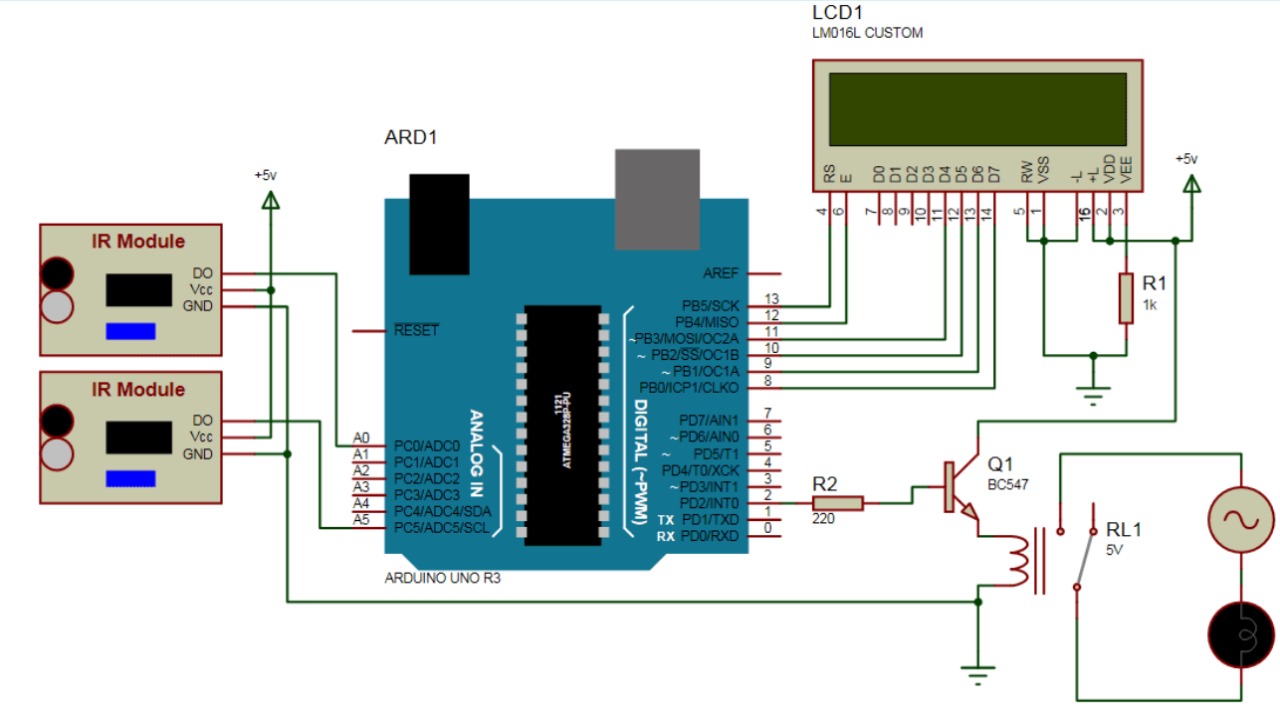 LCD1
LM016L CUSTOM
RS
E
D0
D1
D2
D3
D4
D5
D6
D7
RW
VSS
-L
+L
VDD
VEE
4
6
7
8
9
10
11
12
13
14
5
1
16
2
3
+5v
R1
1k
ARD1
+5v
IR Module
DO
Vcc
GND
IR Module
DO
Vcc
GND
RESET
AREF
PB5/SCK 13
PB4/MISO 12
~PB3/MOSI/OC2A 11
~ PB2/SS/OC1B 10
~ PB1/OC1A 9
PB0/ICP1/CLKO 8
PD7/AIN1 7
~PD6/AIN0 6
~ PD5/T1 5
PD4/T0/XCK 4
~PD3/INT1 3
PD2/INT0 2
TX PD1/TXD 1
RX PD0/RXD 0
1121
ATMEGA328P-PU
ANALOG IN
DIGITAL (~PWM)
A0 PC0/ADC0
A1 PC1/ADC1
A2 PC2/ADC2
A3 PC3/ADC3
A4 PC4/ADC4/SDA
A5 PC5/ADC5/SCL
ARDUINO UNO R3
R2
220
Q1
BC547
RL1
5V